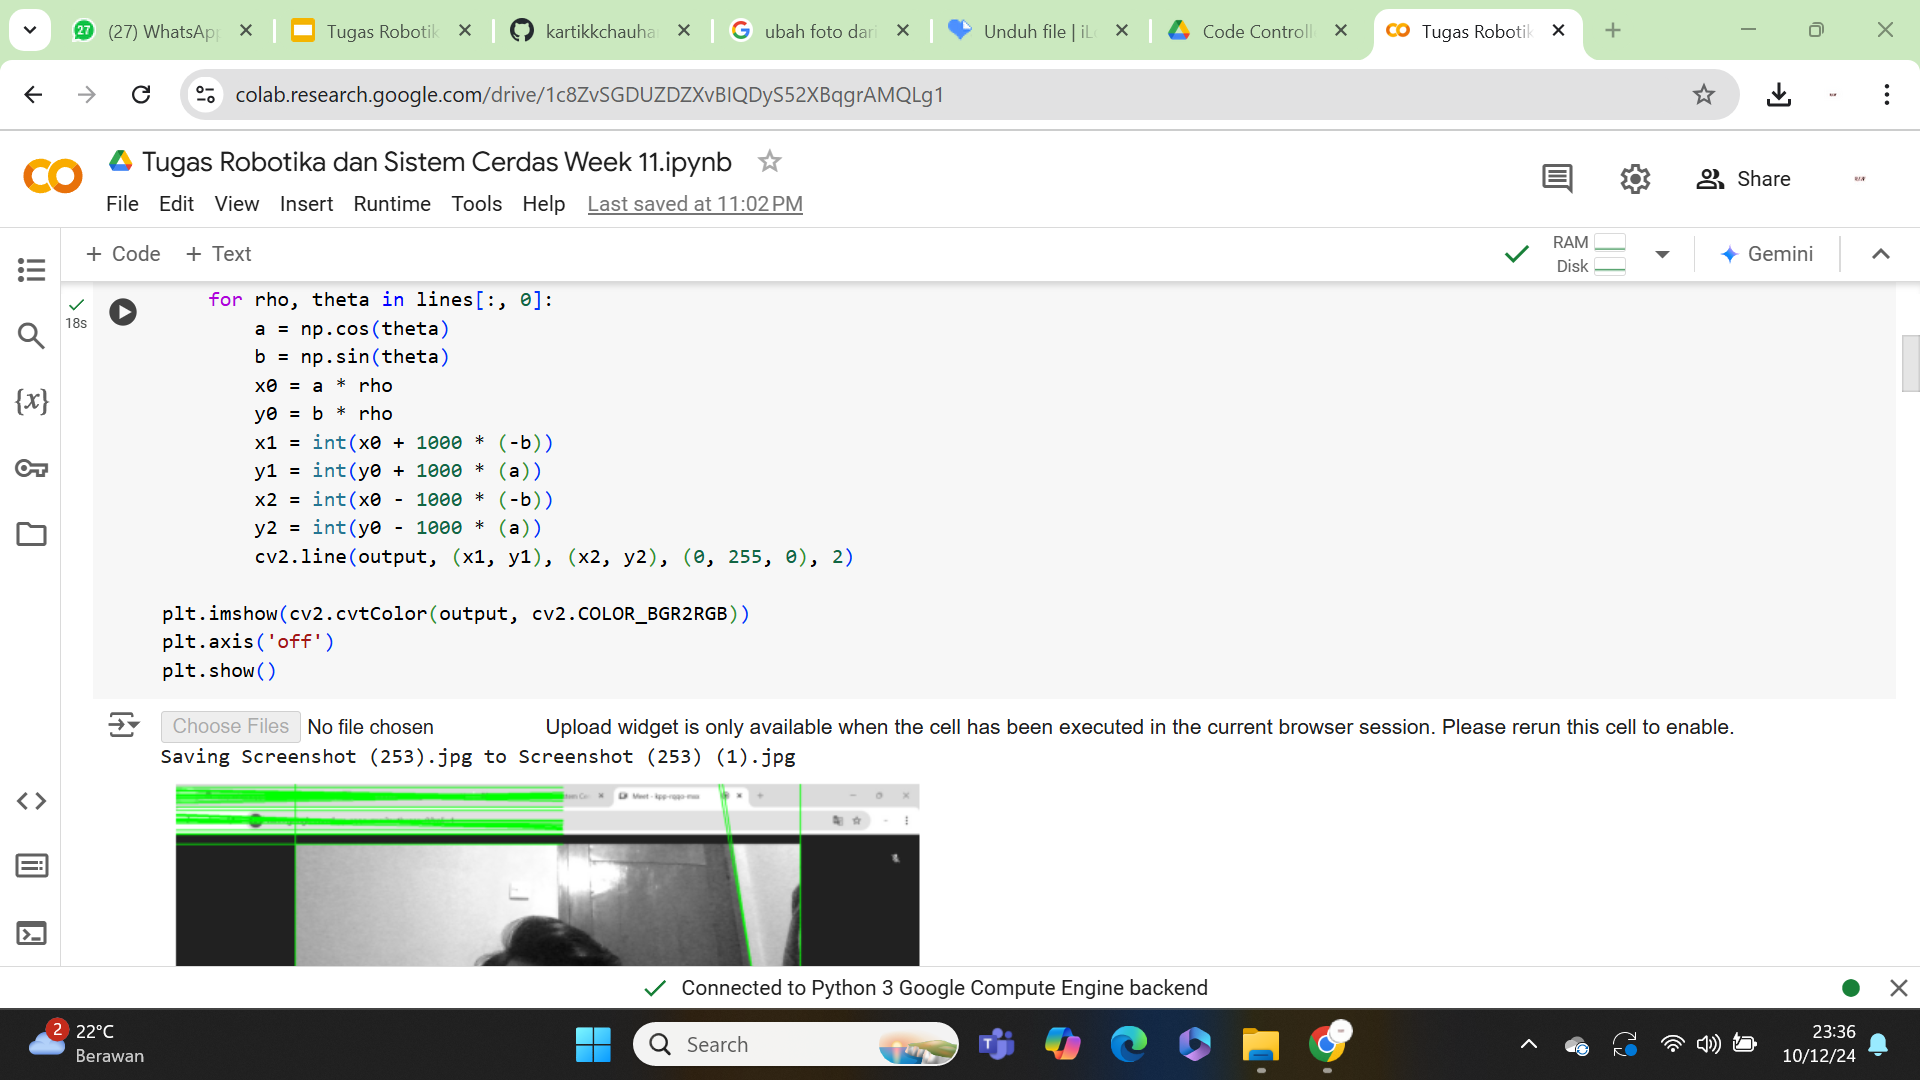 (27) WhatsApp
Tugas Robotik
kartikkchauha
ubah foto dari
Unduh file | iL
Code Controll
Tugas Robotik
colab.research.google.com/drive/1c8ZvSGDUZDZXvBIQDyS52XBqgrAMQLg1
Tugas Robotika dan Sistem Cerdas Week 11.ipynb
Share
File Edit View Insert Runtime Tools Help Last saved at 11:02 PM
+ Code + Text
RAM
Disk
Gemini
18s
for rho, theta in lines[:, 0]:
a = np.cos(theta)
b = np.sin(theta)
x0 = a * rho
y0 = b * rho
x1 = int(x0 + 1000 * (-b))
y1 = int(y0 + 1000 * (a))
x2 = int(x0 - 1000 * (-b))
y2 = int(y0 - 1000 * (a))
cv2.line(output, (x1, y1), (x2, y2), (0, 255, 0), 2)
plt.imshow(cv2.cvtColor(output, cv2.COLOR_BGR2RGB))
plt.axis('off')
plt.show()
Choose Files No file chosen Upload widget is only available when the cell has been executed in the current browser session. Please rerun this cell to enable.
Saving Screenshot (253).jpg to Screenshot (253) (1).jpg
Connected to Python 3 Google Compute Engine backend
2
22°C
Berawan
Search
23:36
10/12/24